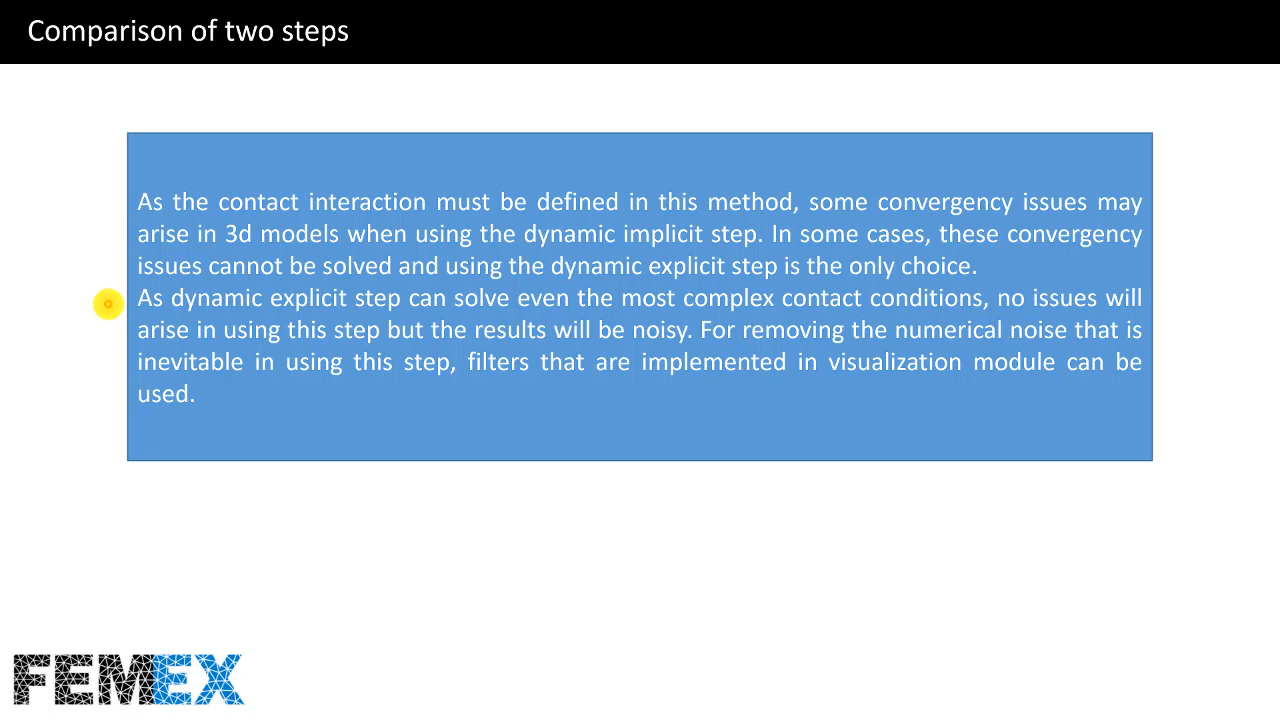 Comparison of two steps
As the contact interaction must be defined in this method, some convergency issues may
arise in 3d models when using the dynamic implicit step. In some cases, these convergency
issues cannot be solved and using the dynamic explicit step is the only choice.
As dynamic explicit step can solve even the most complex contact conditions, no issues will
arise in using this step but the results will be noisy. For removing the numerical noise that is
inevitable in using this step, filters that are implemented in visualization module can be
used.
FEMEX